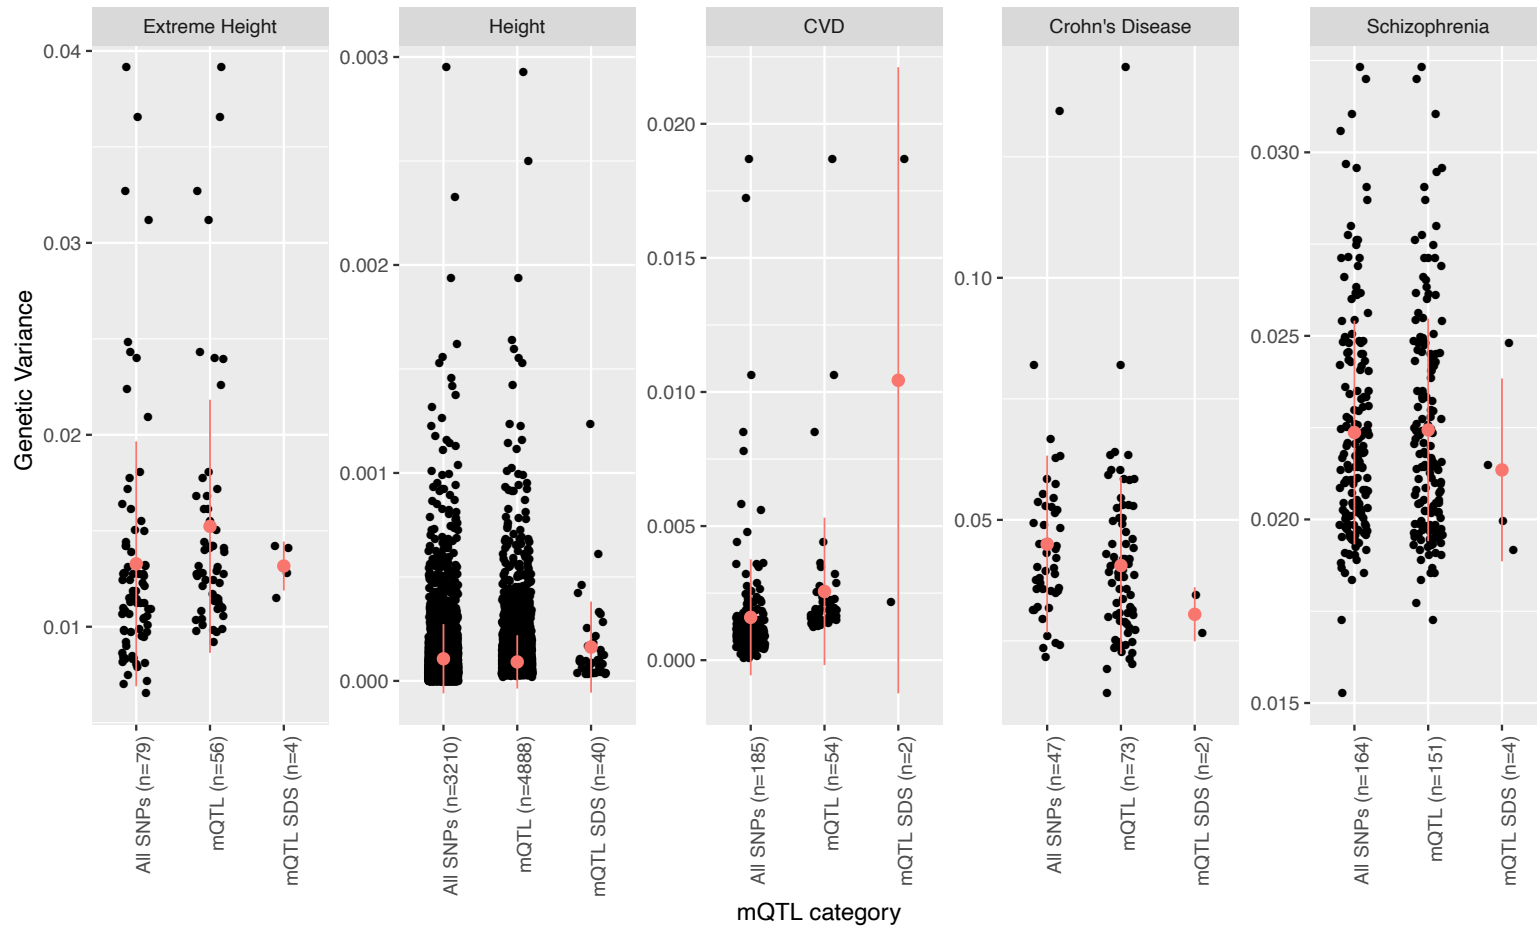 Extreme Height
Height
CVD
Crohn's Disease
Schizophrenia
Genetic Variance
0.04
0.03
0.02
0.01
0.003
0.002
0.001
0.000
0.020
0.015
0.010
0.005
0.000
0.10
0.05
0.030
0.025
0.020
0.015
All SNPs (n=79)
mQTL (n=56)
mQTL SDS (n=4)
All SNPs (n=3210)
mQTL (n=4888)
mQTL SDS (n=40)
All SNPs (n=185)
mQTL (n=54)
mQTL SDS (n=2)
All SNPs (n=47)
mQTL (n=73)
mQTL SDS (n=2)
All SNPs (n=164)
mQTL (n=151)
mQTL SDS (n=4)
mQTL category